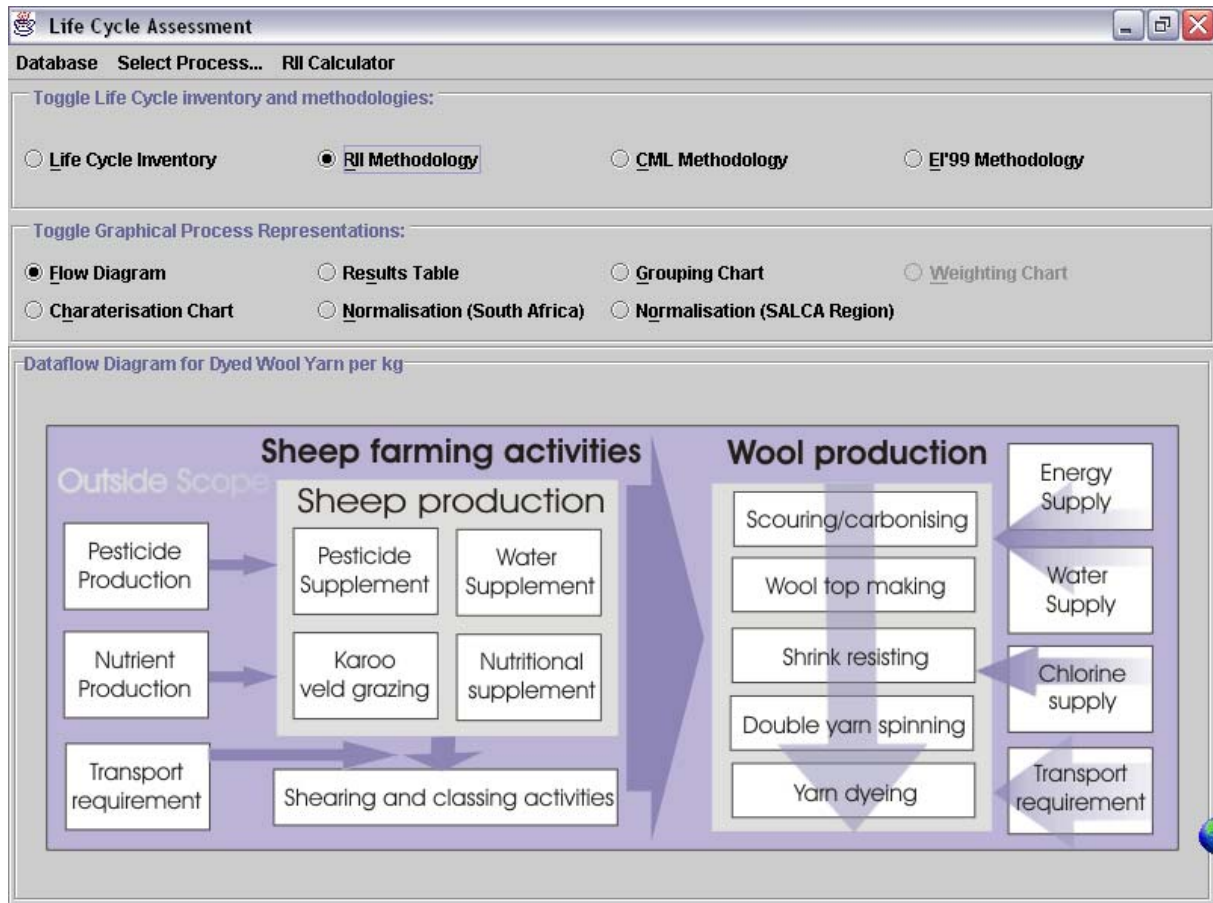 Life Cycle Assessment
Database Select Process... RII Calculator
Toggle Life Cycle inventory and methodologies:
Life Cycle Inventory RII Methodology CML Methodology EI'99 Methodology
Toggle Graphical Process Representations:
Flow Diagram Results Table Grouping Chart Weighting Chart
Charaterisation Chart Normalisation (South Africa) Normalisation (SALCA Region)
Dataflow Diagram for Dyed Wool Yarn per kg
Outside Scope
Pesticide
Production
Nutrient
Production
Transport
requirement
Sheep farming activities
Sheep production
Pesticide
Supplement
Water
Supplement
Karoo
veld grazing
Nutritional
supplement
Shearing and classing activities
Wool production
Scouring/carbonising
Wool top making
Shrink resisting
Double yarn spinning
Yarn dyeing
Energy
Supply
Water
Supply
Chlorine
supply
Transport
requirement